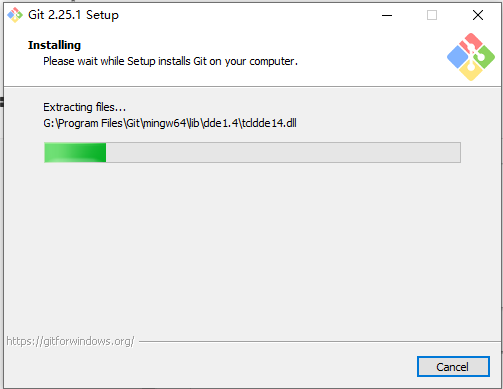 Git 2.25.1 Setup
Installing
Please wait while Setup installs Git on your computer.
Extracting files...
G:\Program Files\Git\mingw64\lib\dde1.4\tcldde14.dll
https://gitforwindows.org/
Cancel